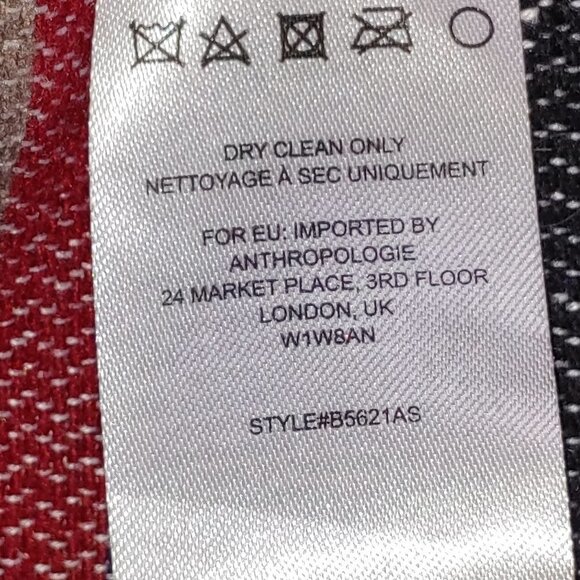 DRY CLEAN ONLY
NETTOYAGE À SEC UNIQUEMENT
FOR EU: IMPORTED BY
ANTHROPOLOGIE
24 MARKET PLACE, 3RD FLOOR
LONDON, UK
W1W8AN
STYLE#B5621AS